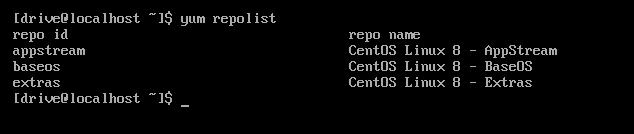 [drive@localhost ~]$ yum repolist
repo id repo name
appstream CentOS Linux 8 - AppStream
baseos CentOS Linux 8 - BaseOS
extras CentOS Linux 8 - Extras
[drive@localhost ~]$ _